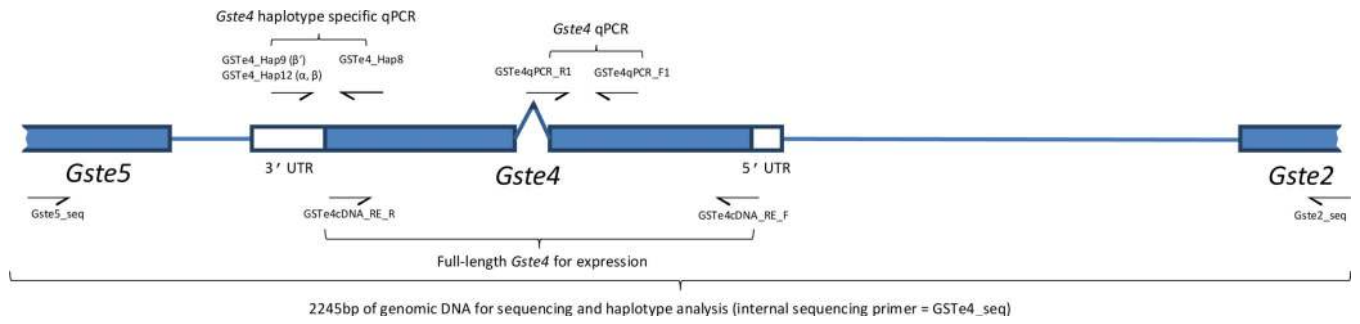 Gste4 haplotype specific qPCR
Gste4 qPCR
GSTe4_Hap9 (β’)
GSTe4_Hap12 (α, β)
GSTe4_Hap8
GSTe4qPCR_R1
GSTe4qPCR_F1
Gste5
3’ UTR
Gste4
5’ UTR
Gste2
Gste5_seq
GSTe4cDNA_RE_R
GSTe4cDNA_RE_F
Gste2_seq
Full-length Gste4 for expression
2245bp of genomic DNA for sequencing and haplotype analysis (internal sequencing primer = GSTe4_seq)